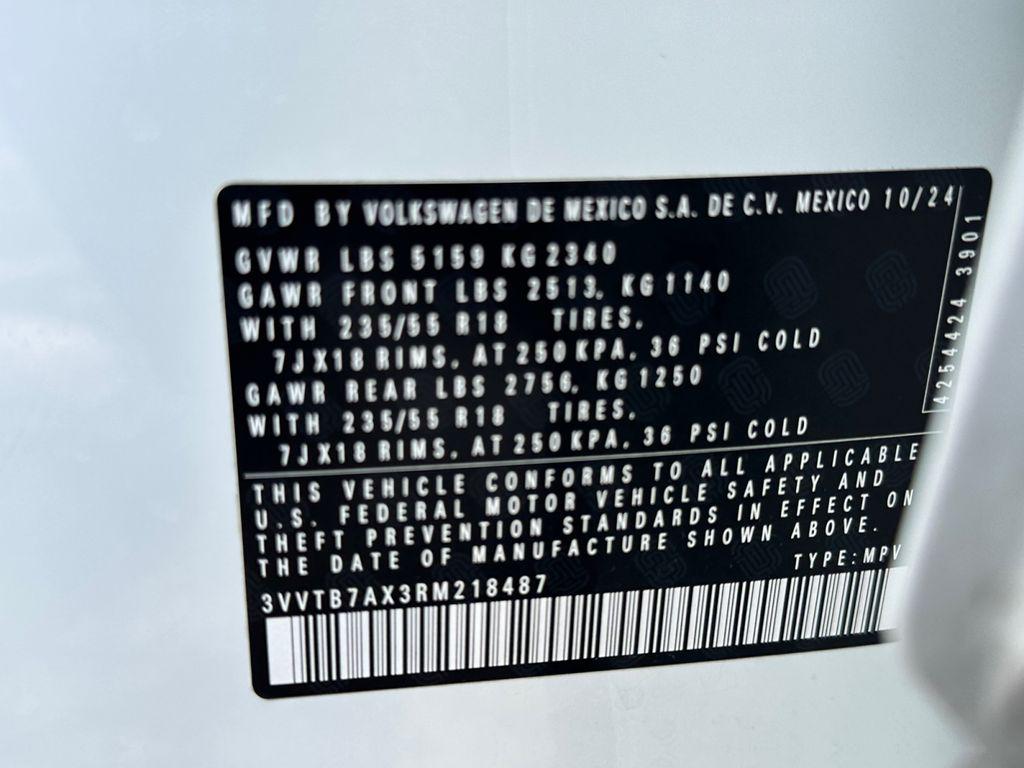 MFD BY VOLKSWAGEN DE MEXICO S.A. DE C.V. MEXICO 10/24
GVWR LBS 5159 KG 2340
GAWR FRONT LBS 2513, KG 1140
WITH 235/55 R18 TIRES,
7J X18 RIMS, AT 250 KPA, 36 PSI COLD
GAWR REAR LBS 2756, KG 1250
WITH 235/55 R18 TIRES,
7J X18 RIMS, AT 250 KPA, 36 PSI COLD
4254424 3901
THIS VEHICLE CONFORMS TO ALL APPLICABLE
U.S. FEDERAL MOTOR VEHICLE SAFETY AND
THEFT PREVENTION STANDARDS IN EFFECT ON
THE DATE OF MANUFACTURE SHOWN ABOVE.
TYPE: MPV
3VVTB7AX3RM218487